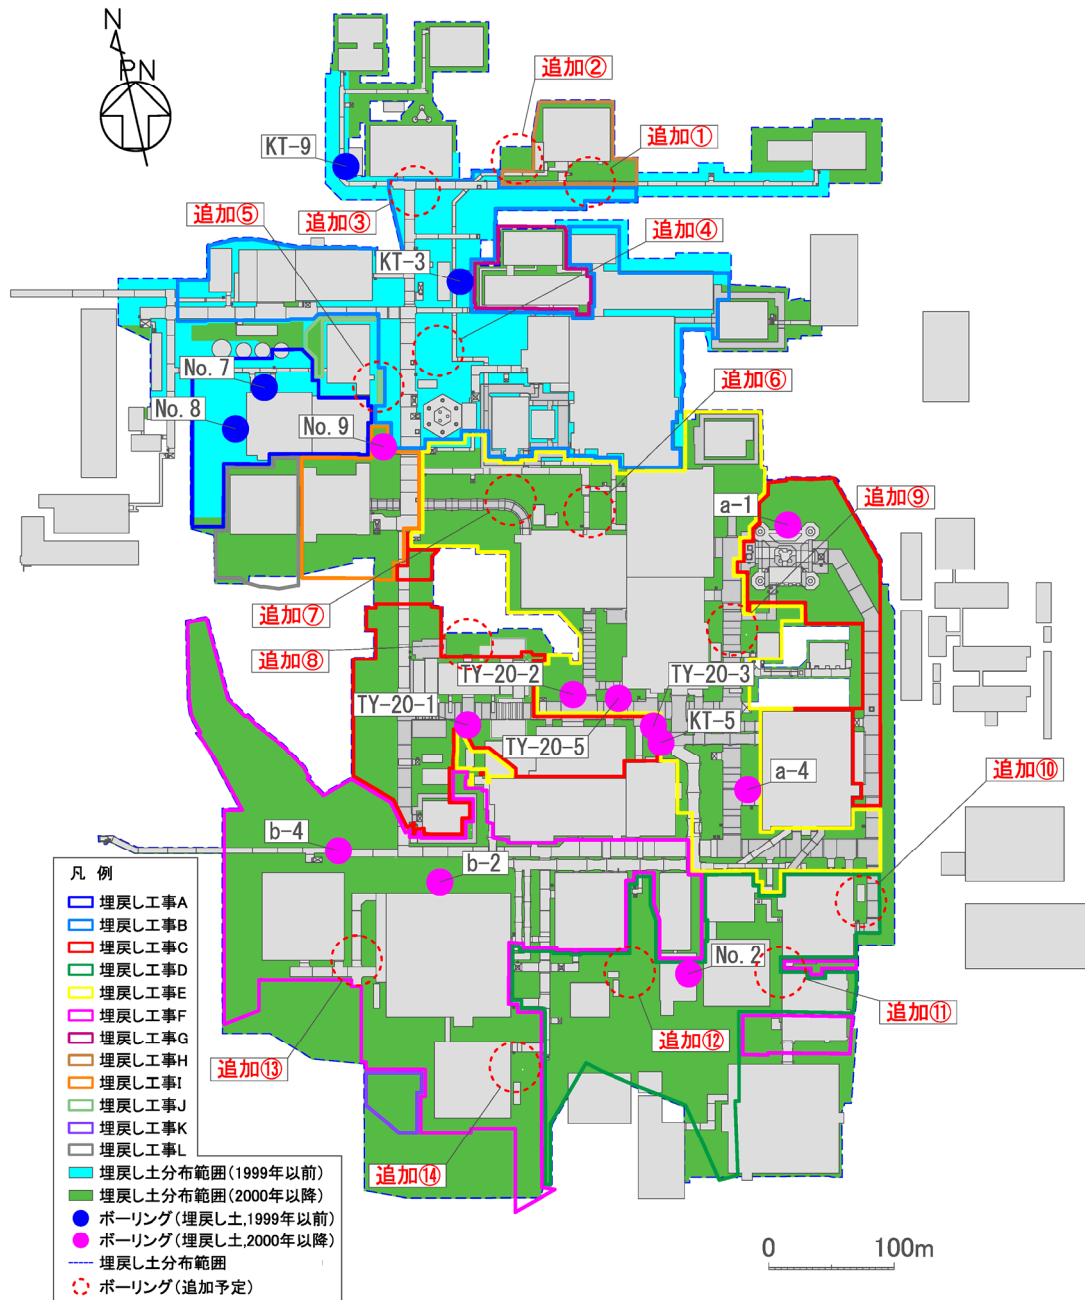 N
PN
追加②
追加①
KT-9
追加⑤
追加③
追加④
KT-3
No. 7
No. 8
No. 9
追加⑥
追加⑨
a-1
追加⑦
追加⑧
TY-20-2
TY-20-3
TY-20-1
KT-5
TY-20-5
a-4
追加⑩
b-4
b-2
No. 2
追加⑪
追加⑫
追加⑬
追加⑭
凡 例
埋戻し工事A
埋戻し工事B
埋戻し工事C
埋戻し工事D
埋戻し工事E
埋戻し工事F
埋戻し工事G
埋戻し工事H
埋戻し工事I
埋戻し工事J
埋戻し工事K
埋戻し工事L
埋戻し土分布範囲(1999年以前)
埋戻し土分布範囲(2000年以降)
ボーリング(埋戻し土,1999年以前)
ボーリング(埋戻し土,2000年以降)
埋戻し土分布範囲
ボーリング(追加予定)
0 100m